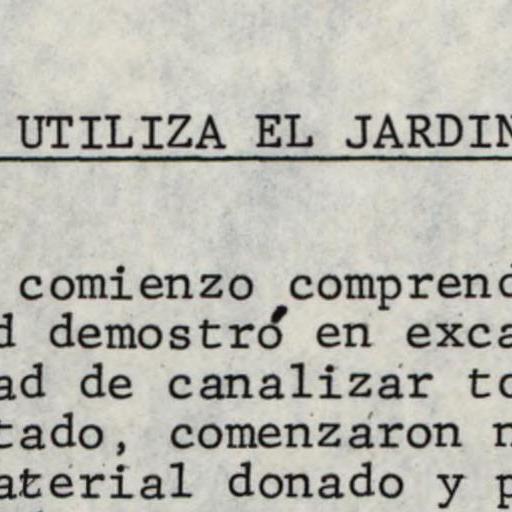 UTILIZA EL JARDIN
comienzo comprend
d demostró en exca
ad de canalizar to
tado, comenzaron n
aterial donado y p